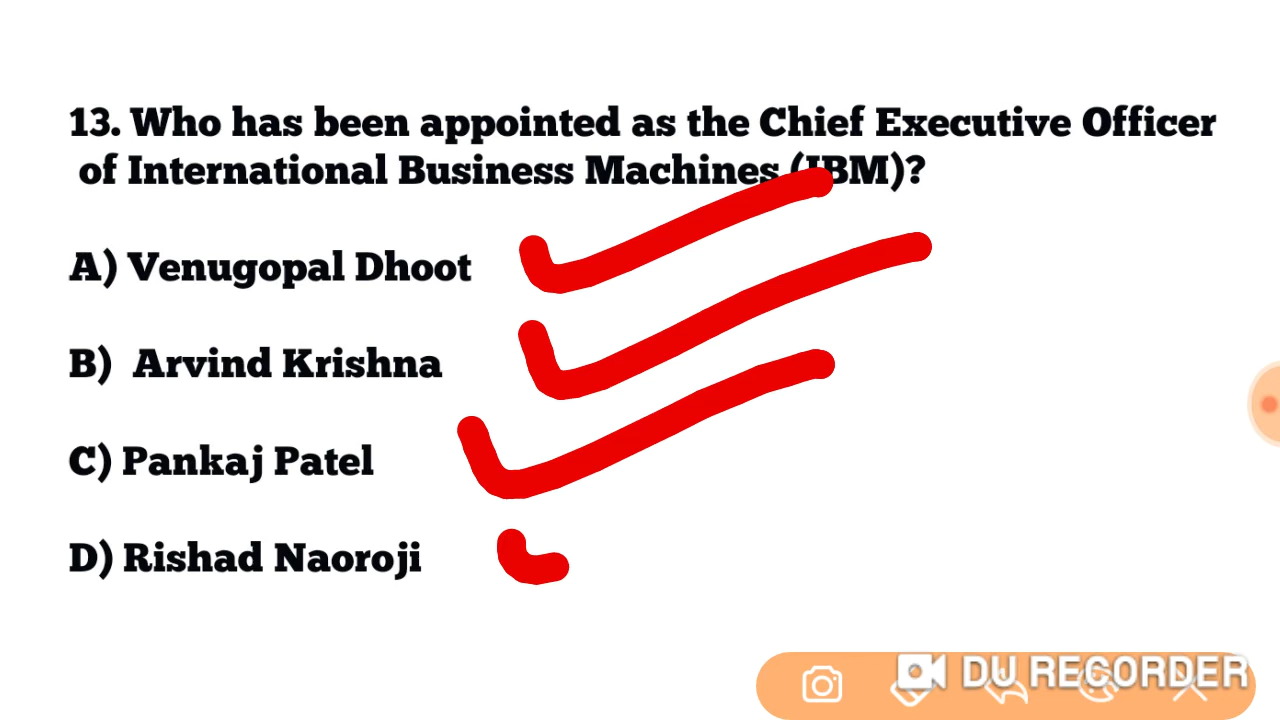 13. Who has been appointed as the Chief Executive Officer
of International Business Machines (IBM)?
A) Venugopal Dhoot
B) Arvind Krishna
C) Pankaj Patel
D) Rishad Naoroji
DU RECORDER